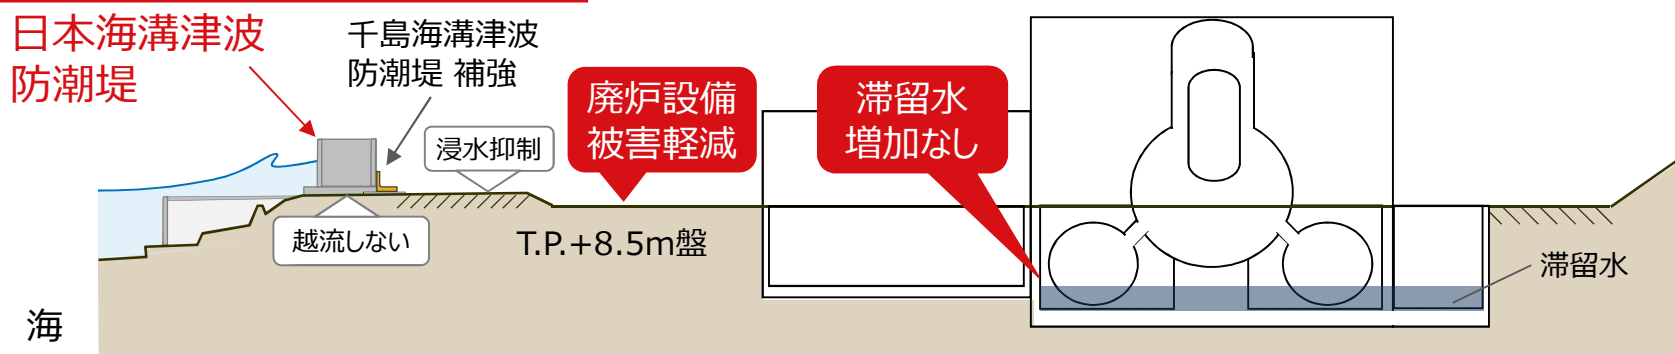 日本海溝津波
防潮堤
千島海溝津波
防潮堤 補強
浸水抑制
廃炉設備
被害軽減
滞留水
増加なし
越流しない
T.P.+8.5m盤
滞留水
海